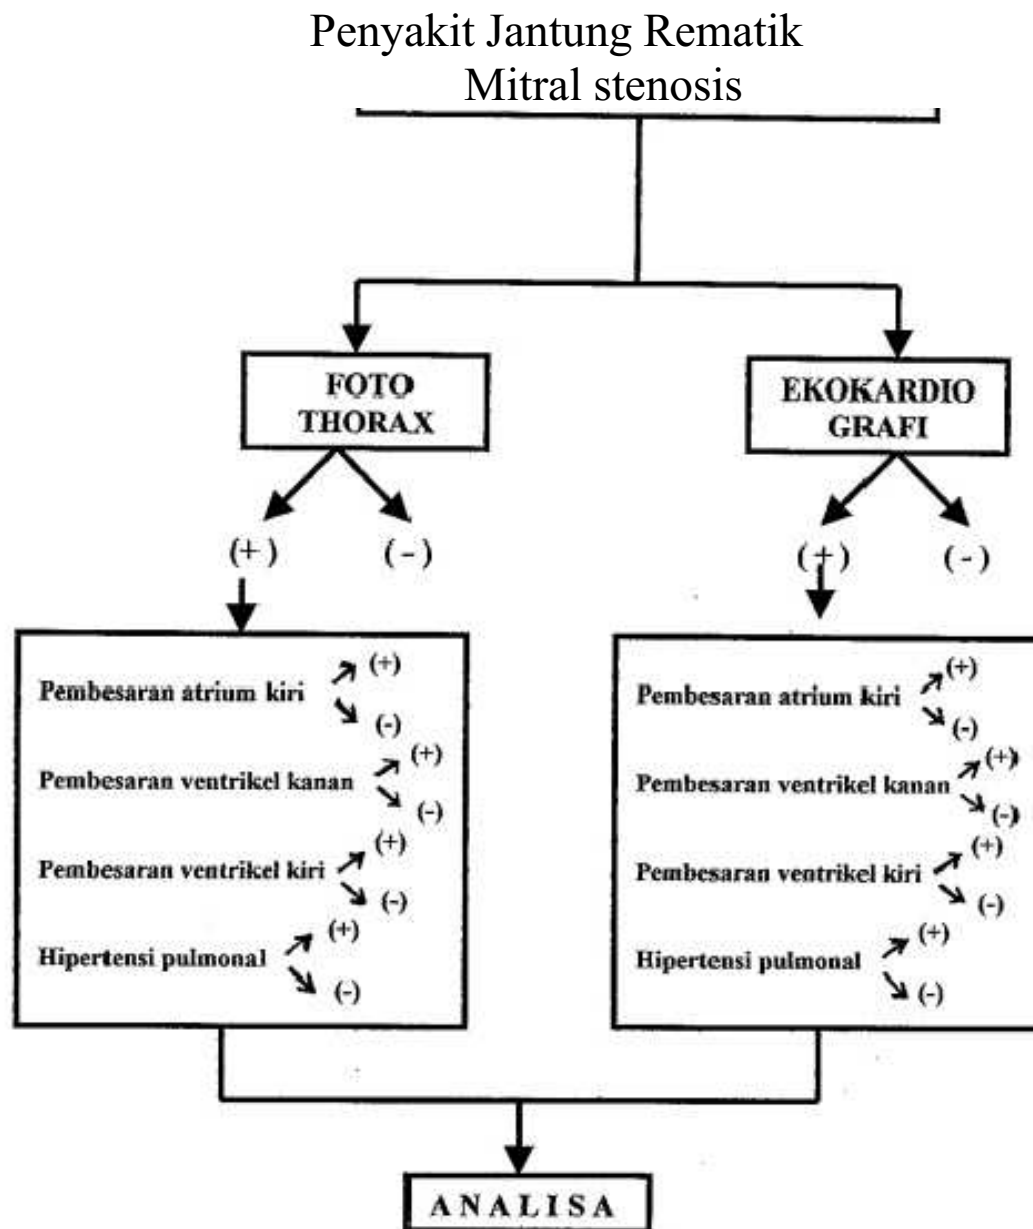 Penyakit Jantung Rematik
Mitral stenosis
FOTO
THORAX
EKOKARDIO
GRAFI
(+)
(-)
(+)
(-)
Pembesaran atrium kiri
(+)
(-)
Pembesaran ventrikel kanan
(+)
(-)
Pembesaran ventrikel kiri
(+)
(-)
Hipertensi pulmonal
(+)
(-)
Pembesaran atrium kiri
(+)
(-)
Pembesaran ventrikel kanan
(+)
(-)
Pembesaran ventrikel kiri
(+)
(-)
Hipertensi pulmonal
(+)
(-)
ANALISA